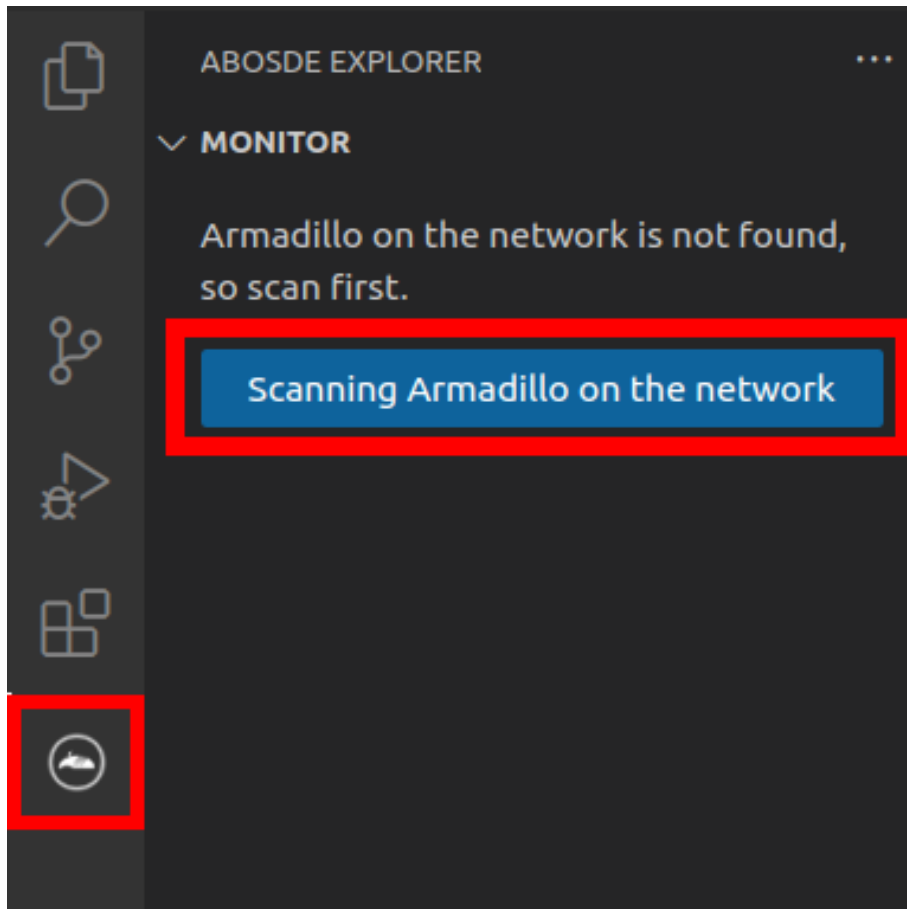 ABOSDE EXPLORER
MONITOR
Armadillo on the network is not found,
so scan first.
Scanning Armadillo on the network